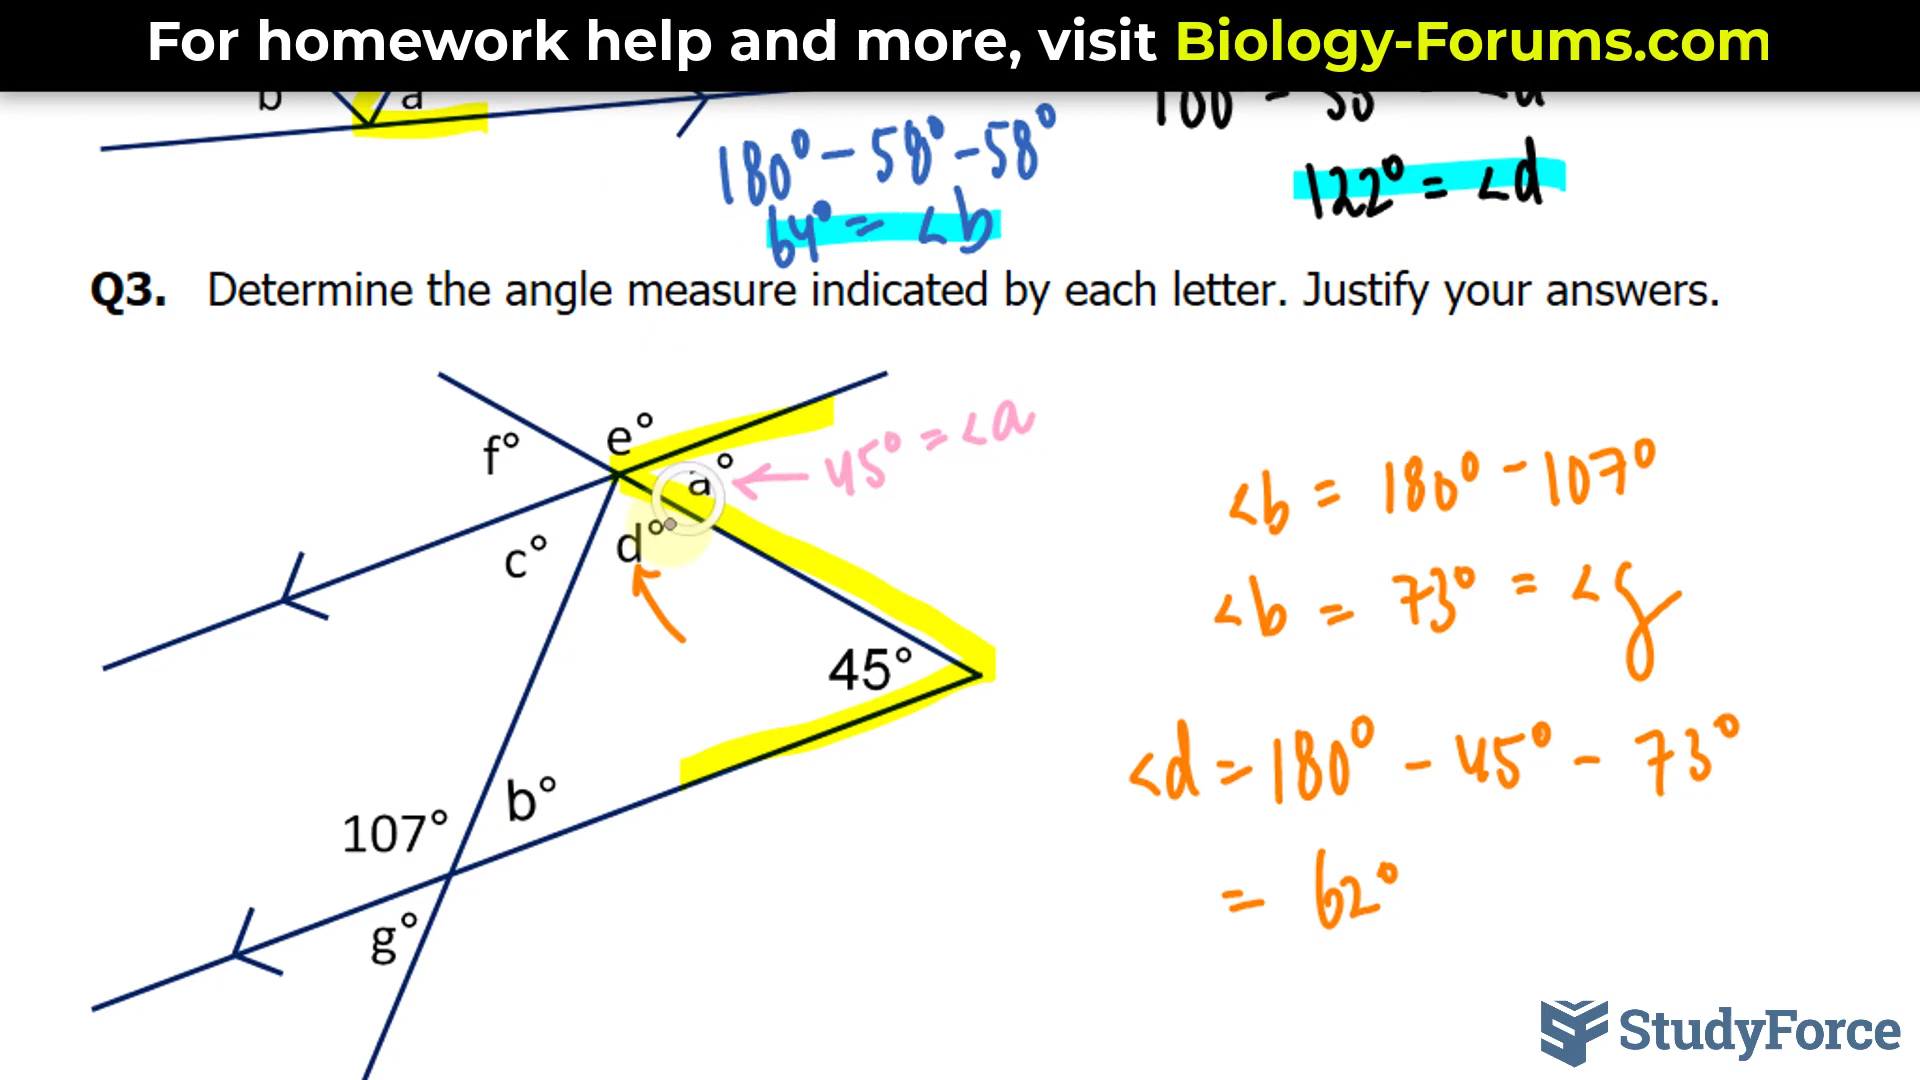 For homework help and more, visit Biology-Forums.com
b a
180° - 58° - 58°
64° = <b
122° = <d
Q3. Determine the angle measure indicated by each letter. Justify your answers.
f° e° a° ← 45° = <a
c° d°
45°
107° b°
g°
<b = 180° - 107°
<b = 73° = <g
<d = 180° - 45° - 73°
= 62°
StudyForce